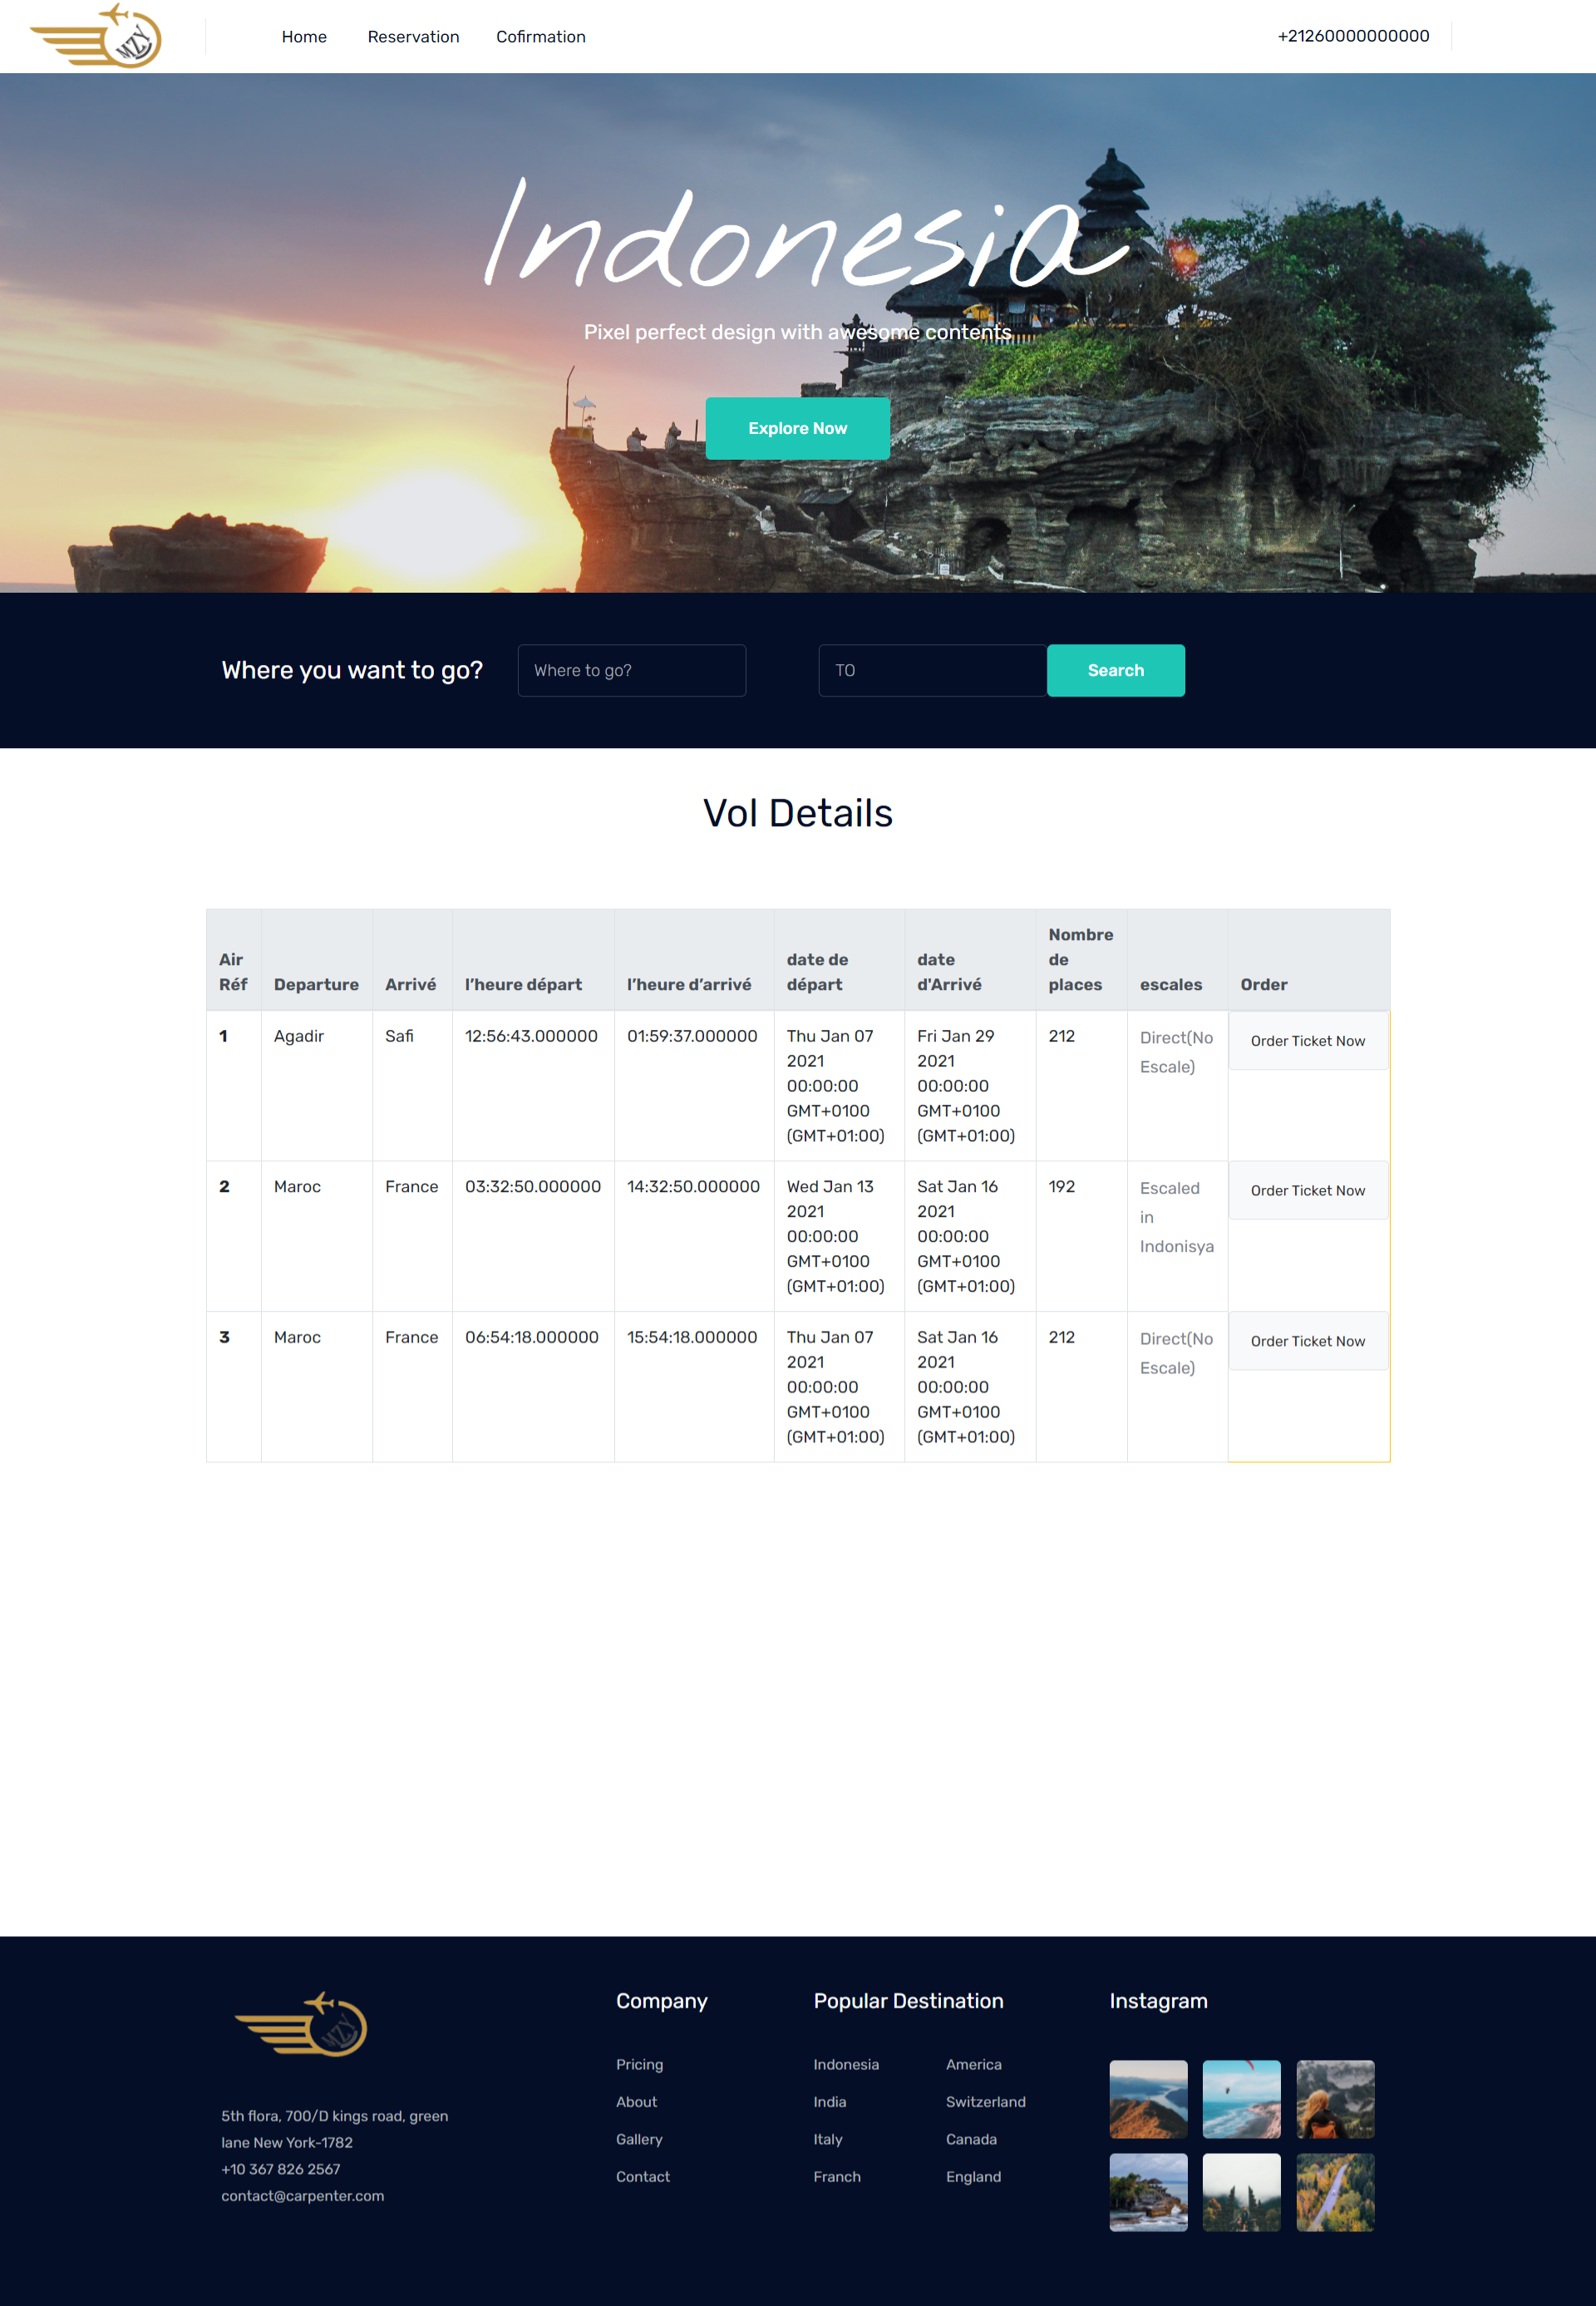 MZY
Home Reservation Cofirmation +21260000000000
Indonesia
Pixel perfect design with awesome contents
Explore Now
Where you want to go? Where to go? TO Search
Vol Details
Air Réf Departure Arrivé l’heure départ l’heure d’arrivé date de départ date d'Arrivé Nombre de places escales Order
1 Agadir Safi 12:56:43.000000 01:59:37.000000 Thu Jan 07 2021 00:00:00 GMT+0100 (GMT+01:00) Fri Jan 29 2021 00:00:00 GMT+0100 (GMT+01:00) 212 Direct(No Escale) Order Ticket Now
2 Maroc France 03:32:50.000000 14:32:50.000000 Wed Jan 13 2021 00:00:00 GMT+0100 (GMT+01:00) Sat Jan 16 2021 00:00:00 GMT+0100 (GMT+01:00) 192 Escaled in Indonisya Order Ticket Now
3 Maroc France 06:54:18.000000 15:54:18.000000 Thu Jan 07 2021 00:00:00 GMT+0100 (GMT+01:00) Sat Jan 16 2021 00:00:00 GMT+0100 (GMT+01:00) 212 Direct(No Escale) Order Ticket Now
MZY
5th flora, 700/D kings road, green
lane New York-1782
+10 367 826 2567
contact@carpenter.com
Company
Pricing
About
Gallery
Contact
Popular Destination
Indonesia America
India Switzerland
Italy Canada
Franch England
Instagram